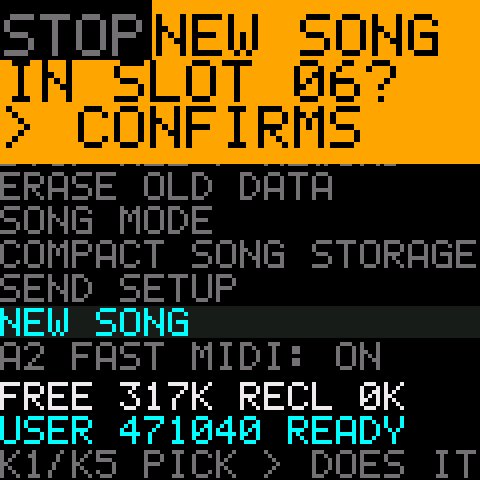 STOP NEW SONG
IN SLOT 06?
> CONFIRMS
ERASE OLD DATA
SONG MODE
COMPACT SONG STORAGE
SEND SETUP
NEW SONG
A2 FAST MIDI: ON
FREE 317K RECL 0K
USER 471040 READY
K1/K5 PICK > DOES IT